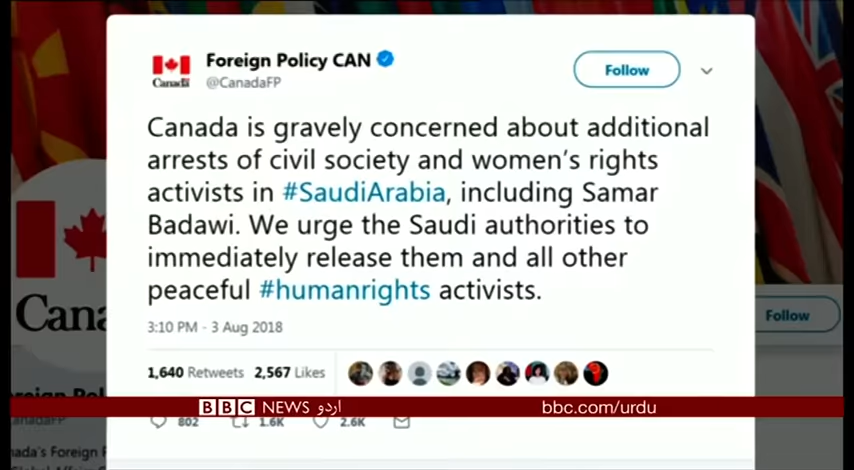 Foreign Policy CAN
@CanadaFP
Canada
Follow
Canada is gravely concerned about additional
arrests of civil society and women's rights
activists in #SaudiArabia, including Samar
Badawi. We urge the Saudi authorities to
immediately release them and all other
peaceful #humanrights activists.
3:10 PM - 3 Aug 2018
1,640 Retweets 2,567 Likes
Cana
Follow
BBC NEWS اردو
bbc.com/urdu
802 1.6K 2.6K